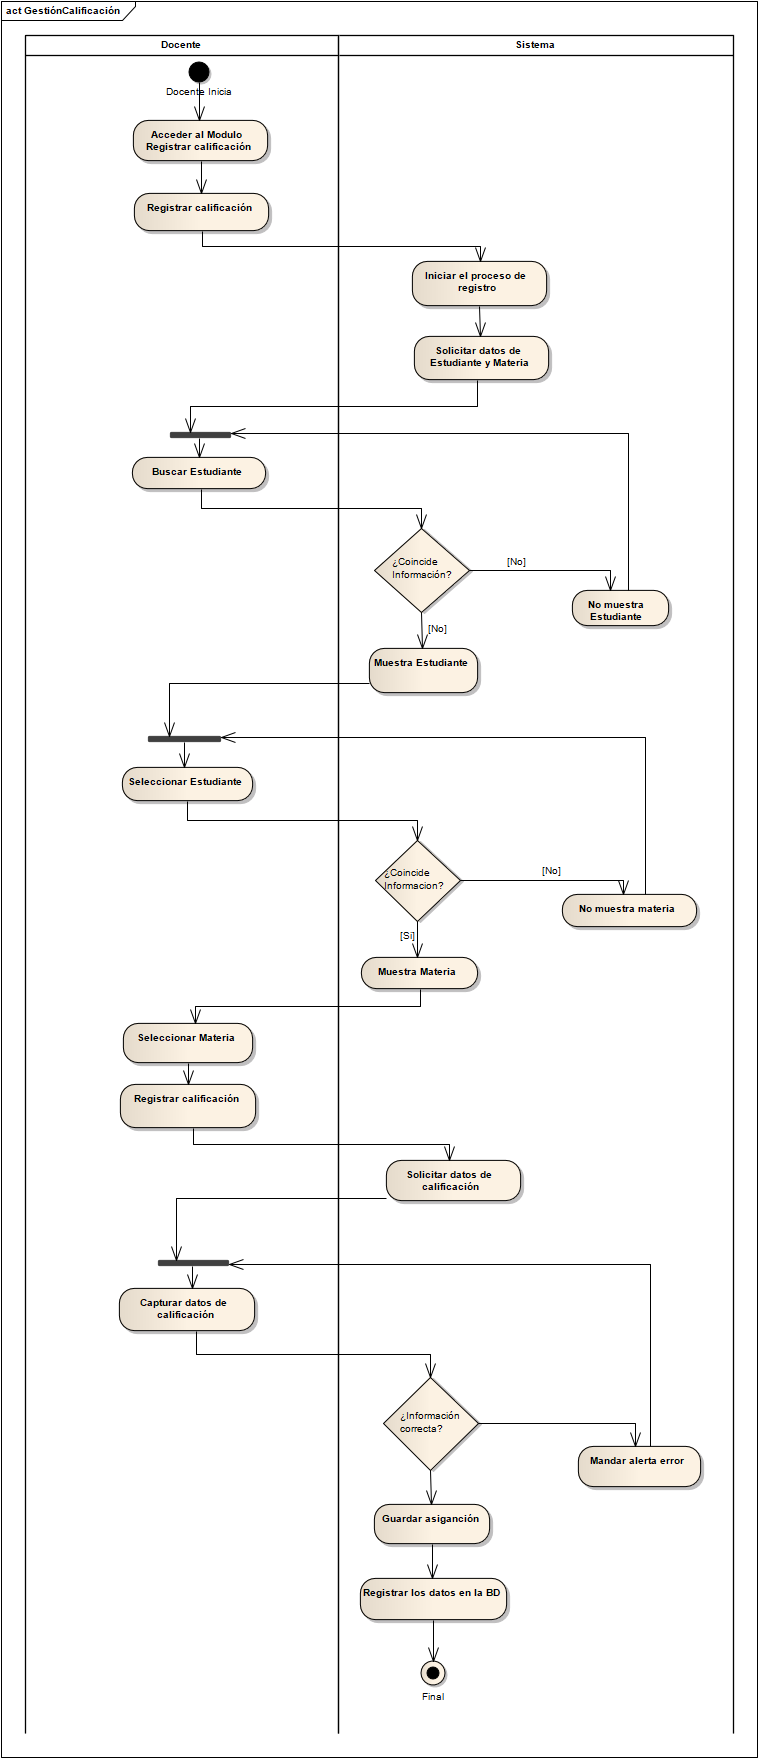 act GestiónCalificación
Docente
Sistema
Docente Inicia
Acceder al Modulo
Registrar calificación
Registrar calificación
Iniciar el proceso de
registro
Solicitar datos de
Estudiante y Materia
Buscar Estudiante
¿Coincide
Información?
[No]
No muestra
Estudiante
[No]
Muestra Estudiante
Seleccionar Estudiante
¿Coincide
Informacion?
[No]
No muestra materia
[Sí]
Muestra Materia
Seleccionar Materia
Registrar calificación
Solicitar datos de
calificación
Capturar datos de
calificación
¿Información
correcta?
Mandar alerta error
Guardar asigancinón
Registrar los datos en la BD
Final